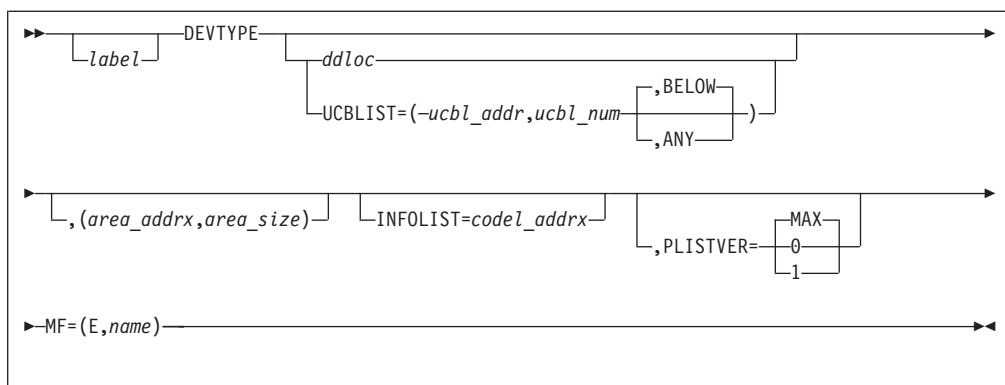 DEVTYPE
label
ddloc
,BELOW
UCBLIST=(ucbl_addr,ucbl_num )
,ANY
,(area_addrx,area_size) INFOLIST=codel_addrx
MAX
,PLISTVER= 0
1
MF=(E,name)